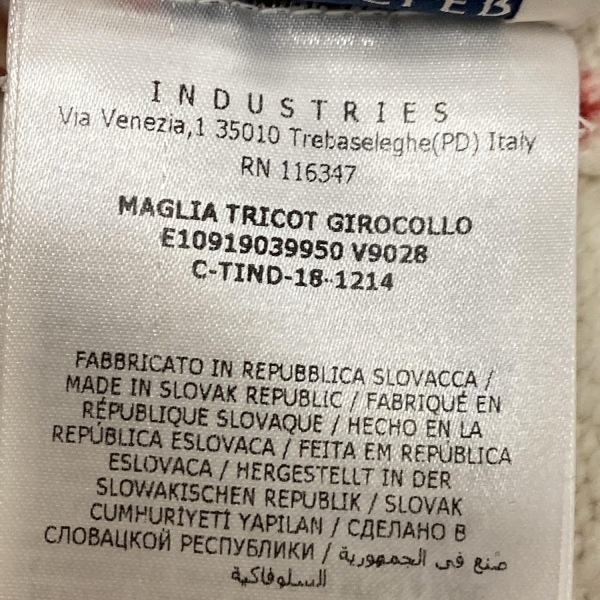 INDUSTRIES
Via Venezia,1 35010 Trebaseleghe(PD) Italy
RN 116347
MAGLIA TRICOT GIROCOLLO
E10919039950 V9028
C-TIND-18-1214
FABBRICATO IN REPUBBLICA SLOVACCA /
MADE IN SLOVAK REPUBLIC / FABRIQUÉ EN
RÉPUBLIQUE SLOVAQUE / HECHO EN LA
REPÚBLICA ESLOVACA / FEITA EM REPUBLICA
ESLOVACA / HERGESTELLT IN DER
SLOWAKISCHEN REPUBLIK / SLOVAK
CUMHURİYETİ YAPILAN / СДЕЛАНО В
СЛОВАЦКОЙ РЕСПУБЛИКИ / صنع في الجمهورية
السلوفاكية